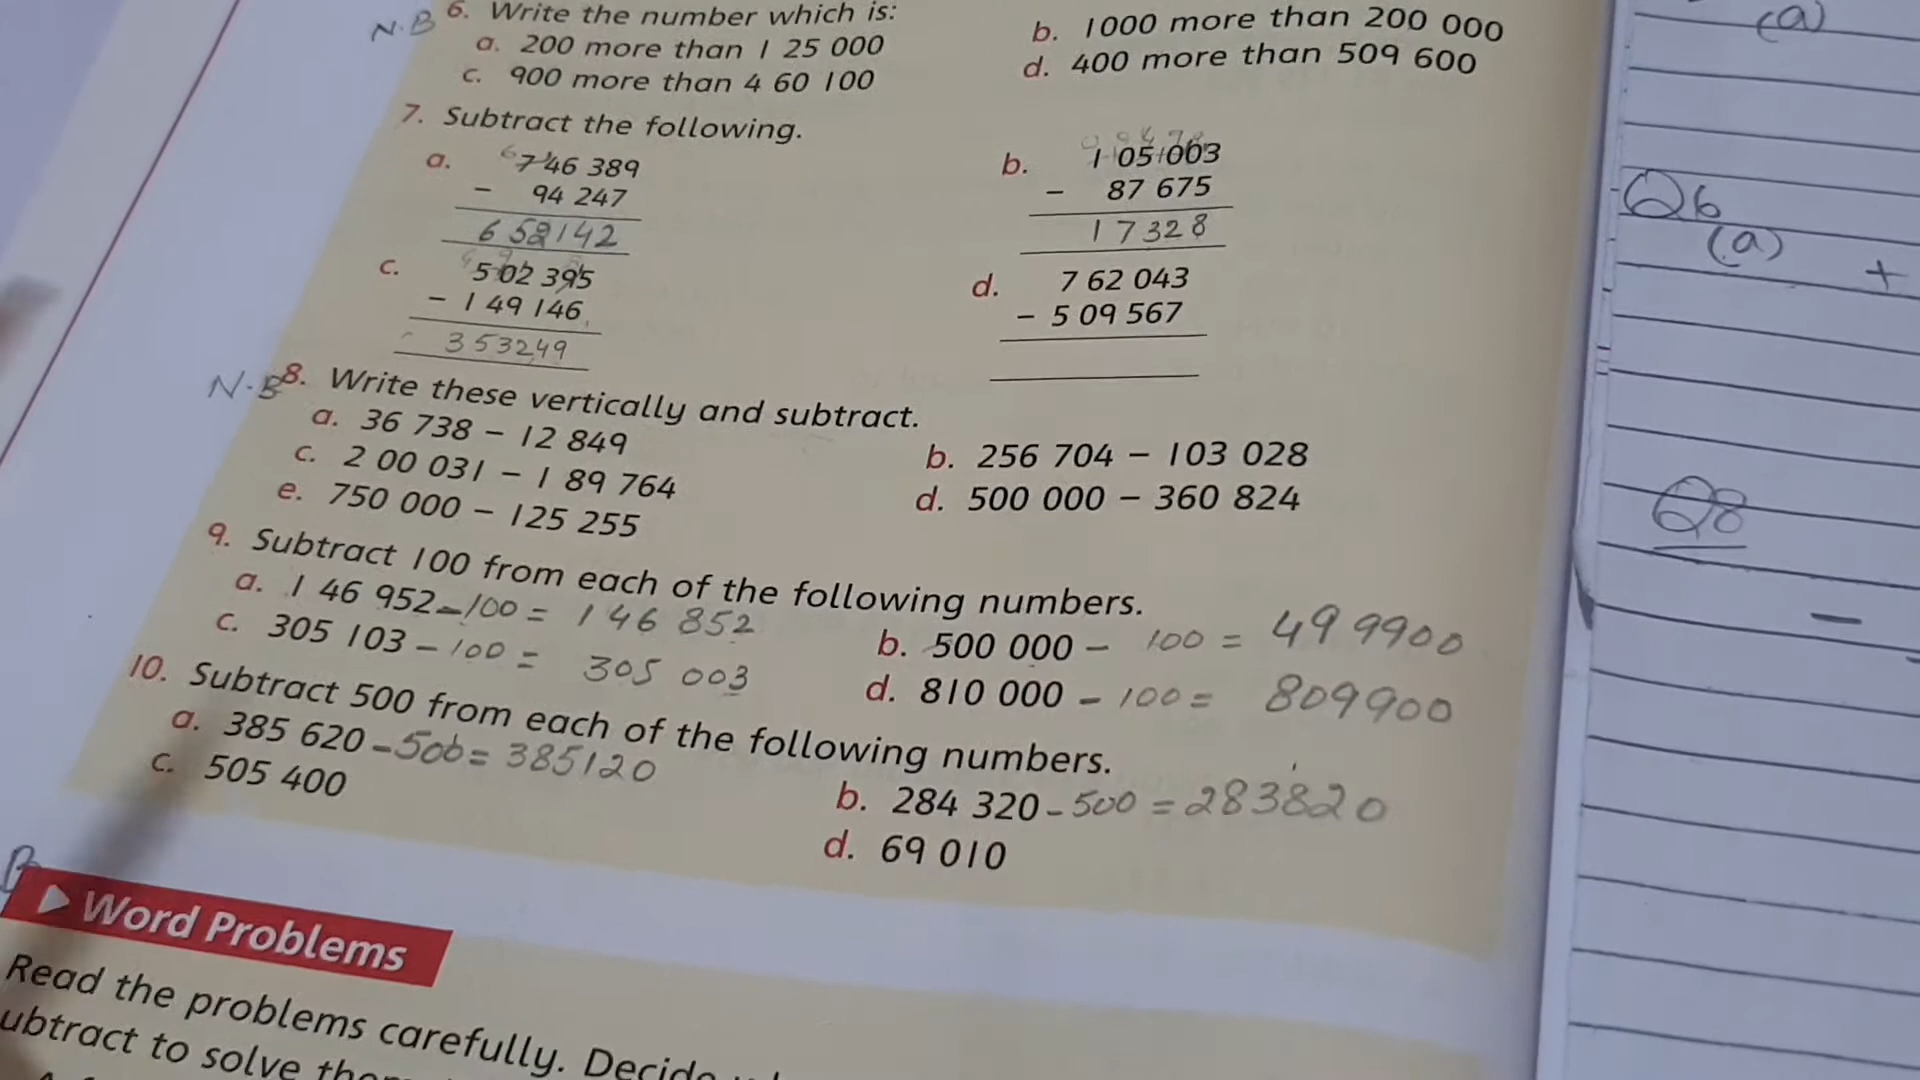 N.B 6. Write the number which is:
a. 200 more than 1 25 000
b. 1000 more than 200 000
c. 900 more than 4 60 100
d. 400 more than 509 600
7. Subtract the following.
a. 746 389
- 94 247
652142
b. 1 05 003
- 87 675
17328
c. 5 02 395
- 1 49 146
353249
d. 7 62 043
- 5 09 567
N.B 8. Write these vertically and subtract.
a. 36 738 - 12 849
b. 256 704 - 103 028
c. 2 00 031 - 1 89 764
d. 500 000 - 360 824
e. 750 000 - 125 255
9. Subtract 100 from each of the following numbers.
a. 1 46 952 - 100 = 146 852
b. 500 000 - 100 = 49 9900
c. 305 103 - 100 = 305 003
d. 810 000 - 100 = 809900
10. Subtract 500 from each of the following numbers.
a. 385 620 - 500 = 385120
b. 284 320 - 500 = 283820
c. 505 400
d. 69 010
Word Problems
Read the problems carefully. Decide
ubtract to solve
(a)
Q6
(a) +
Q8
-